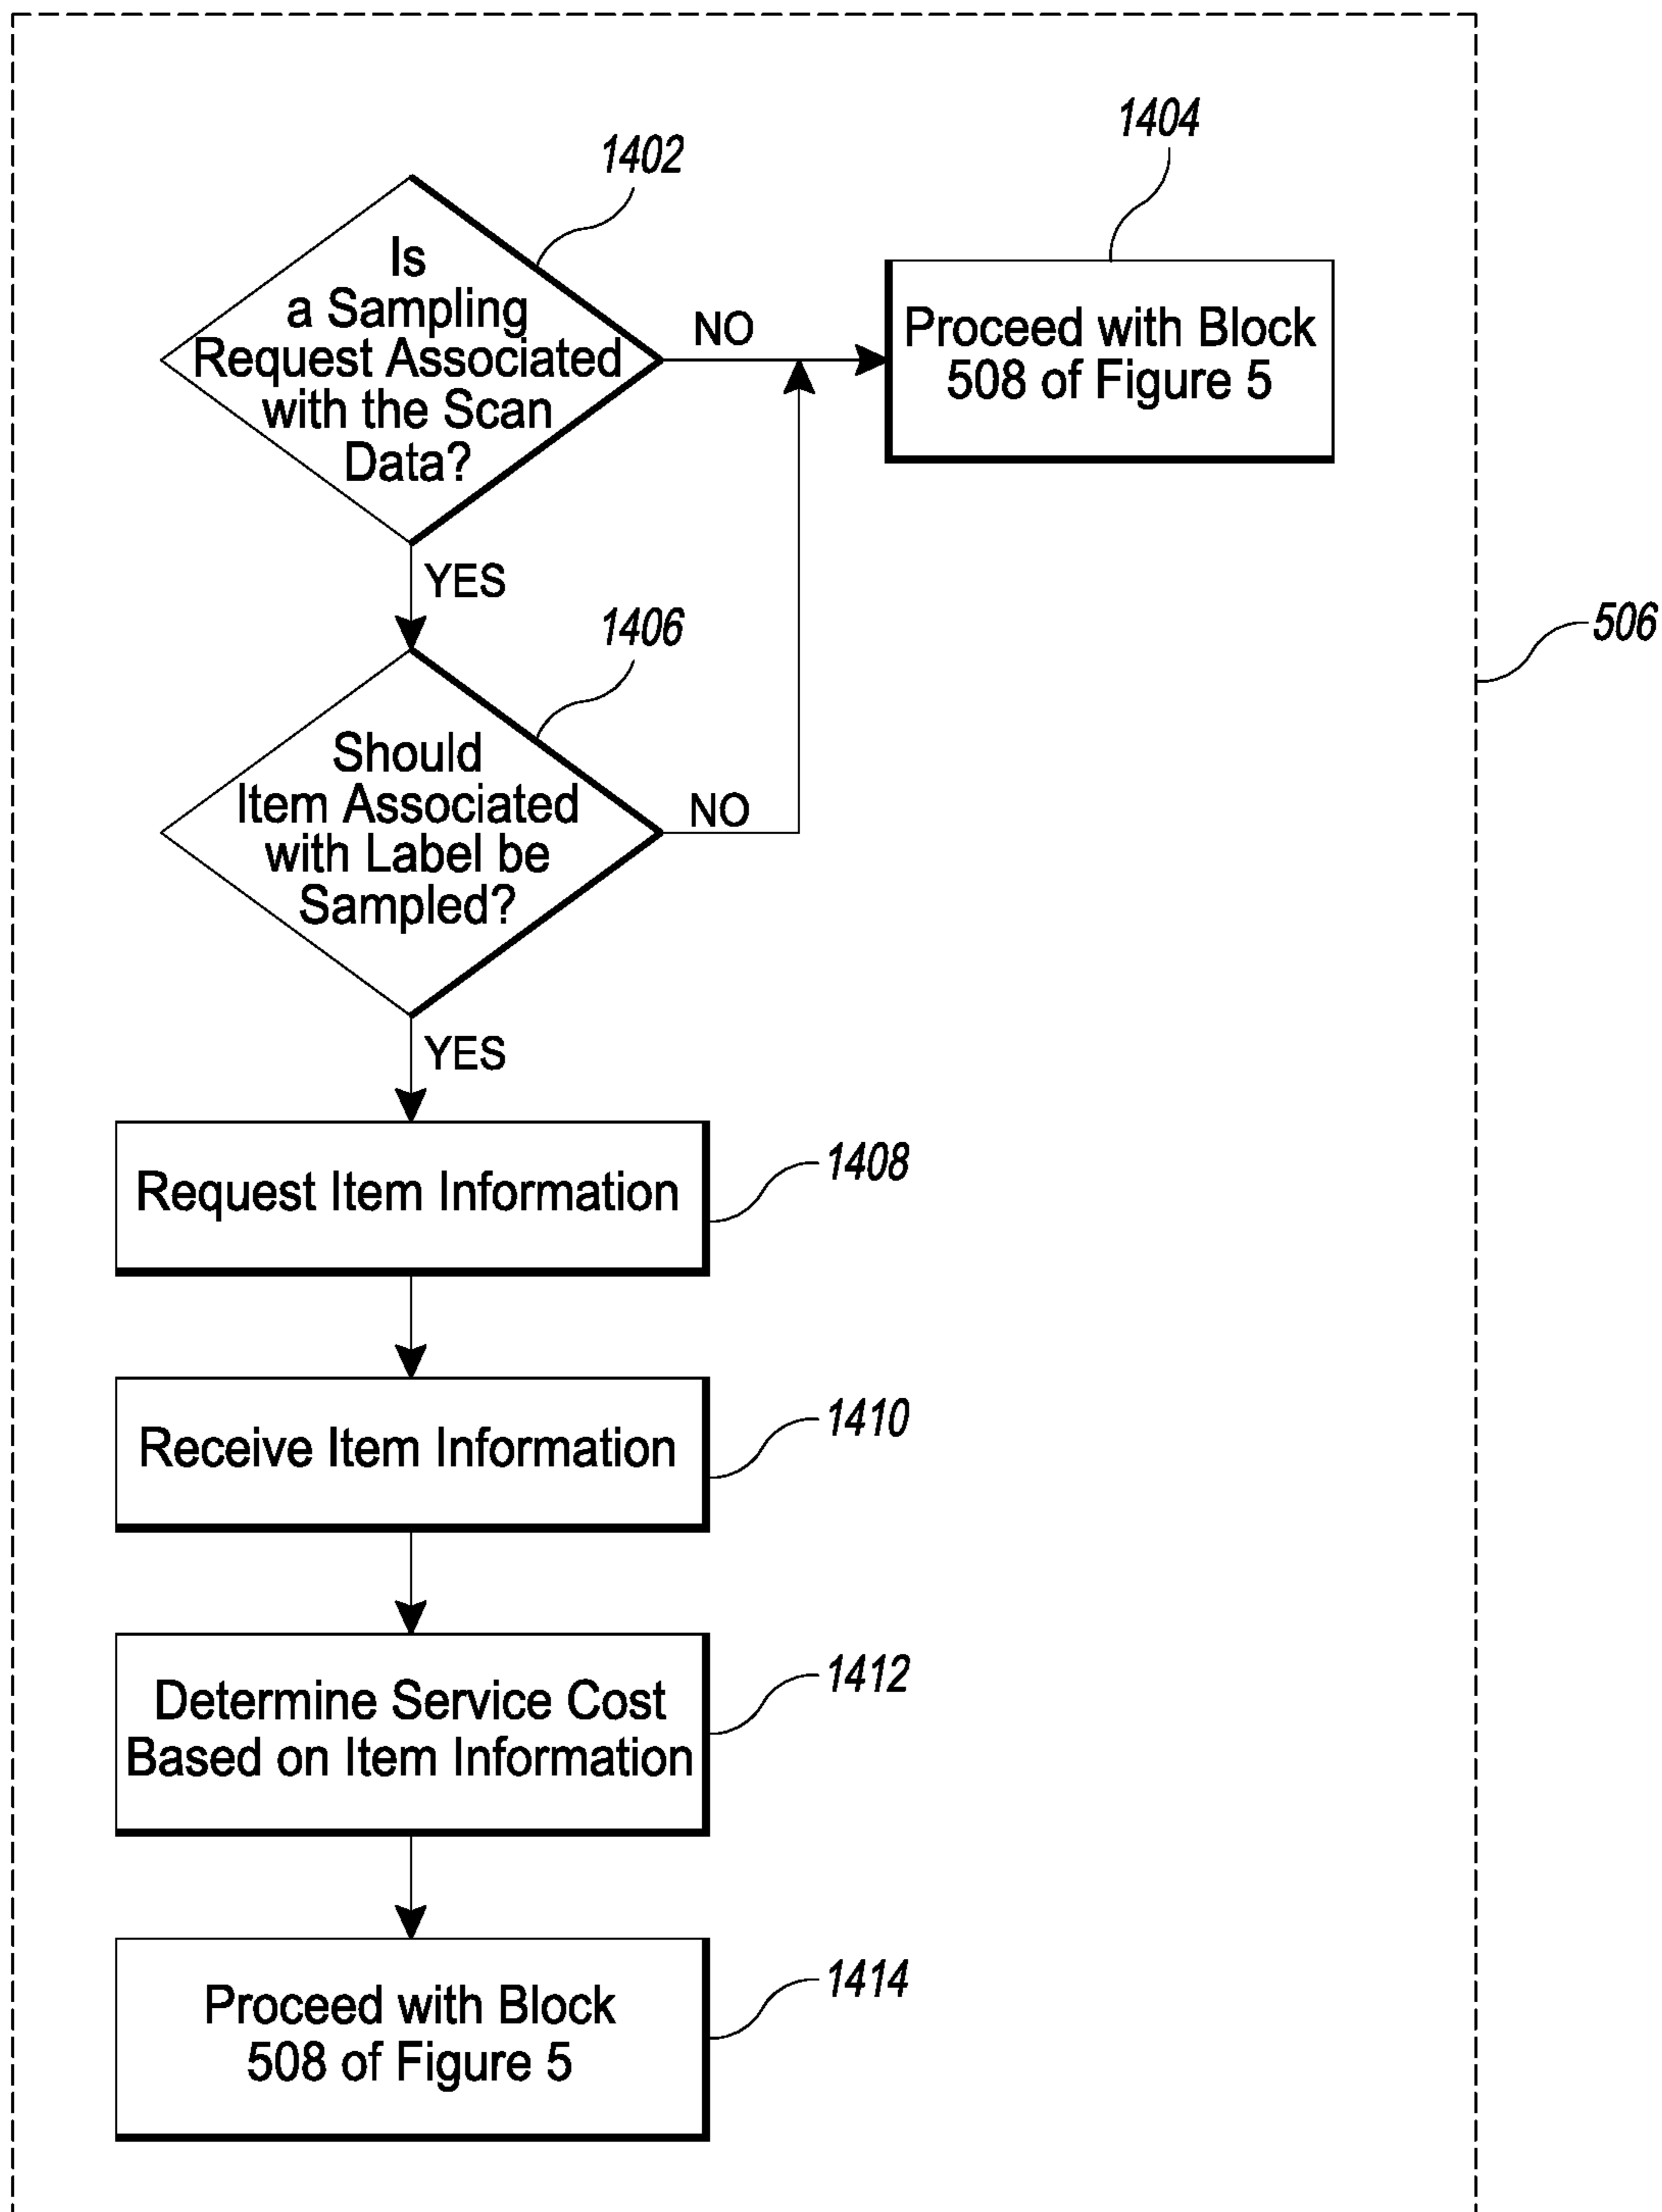 1404
1402
Is
a Sampling
Request Associated
with the Scan
Data?
NO
Proceed with Block
508 of Figure 5
YES
506
1406
Should
Item Associated
with Label be
Sampled?
NO
YES
1408
Request Item Information
1410
Receive Item Information
1412
Determine Service Cost
Based on Item Information
1414
Proceed with Block
508 of Figure 5